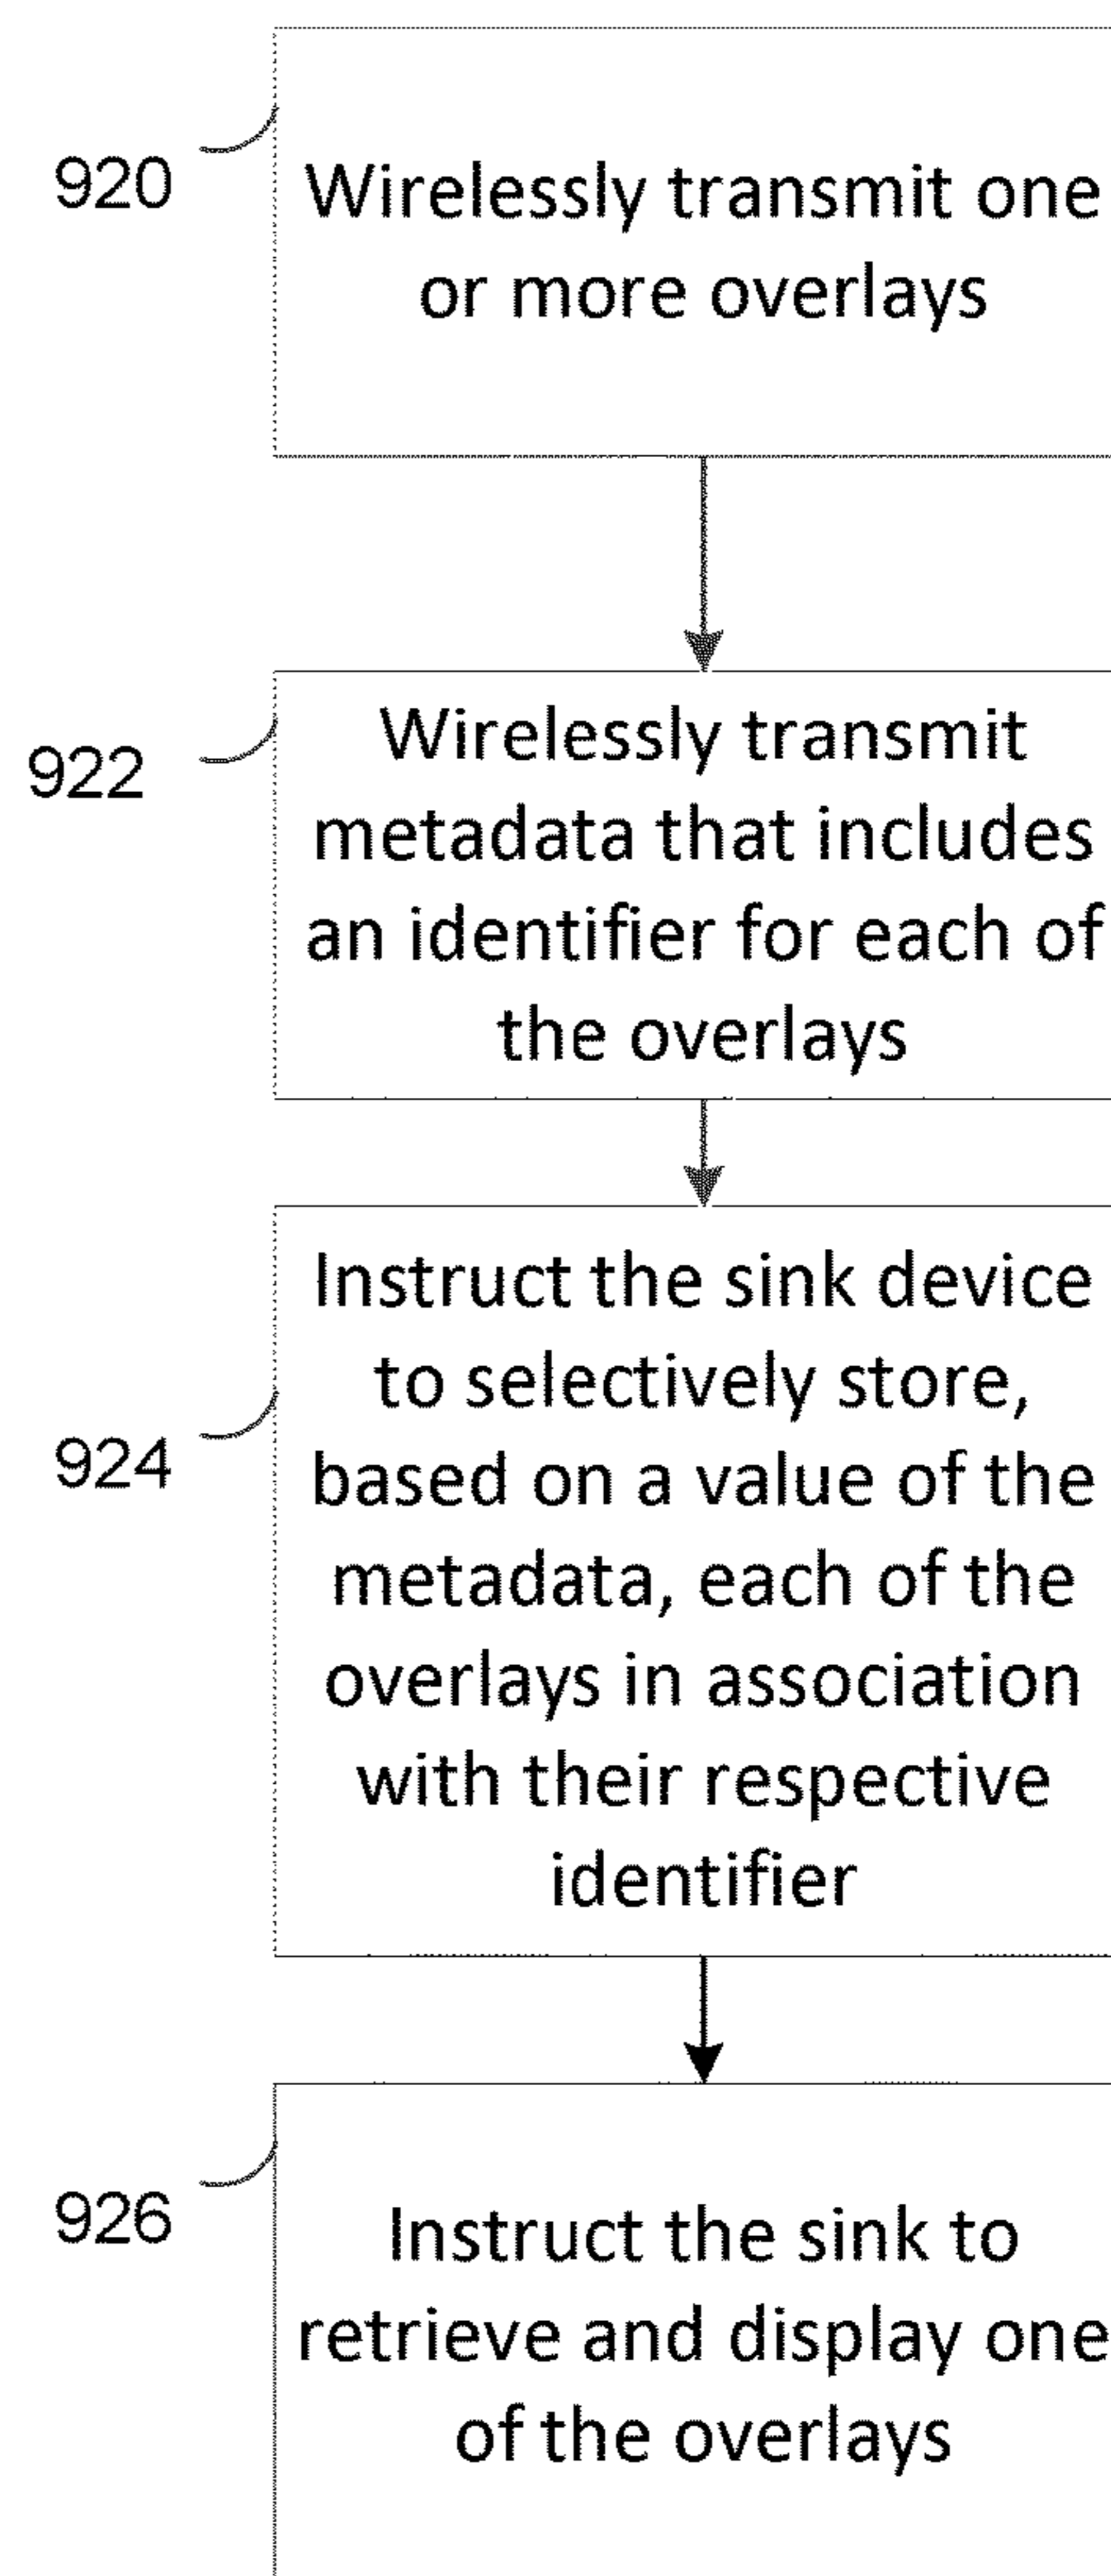 920
Wirelessly transmit one
or more overlays
922
Wirelessly transmit
metadata that includes
an identifier for each of
the overlays
924
Instruct the sink device
to selectively store,
based on a value of the
metadata, each of the
overlays in association
with their respective
identifier
926
Instruct the sink to
retrieve and display one
of the overlays